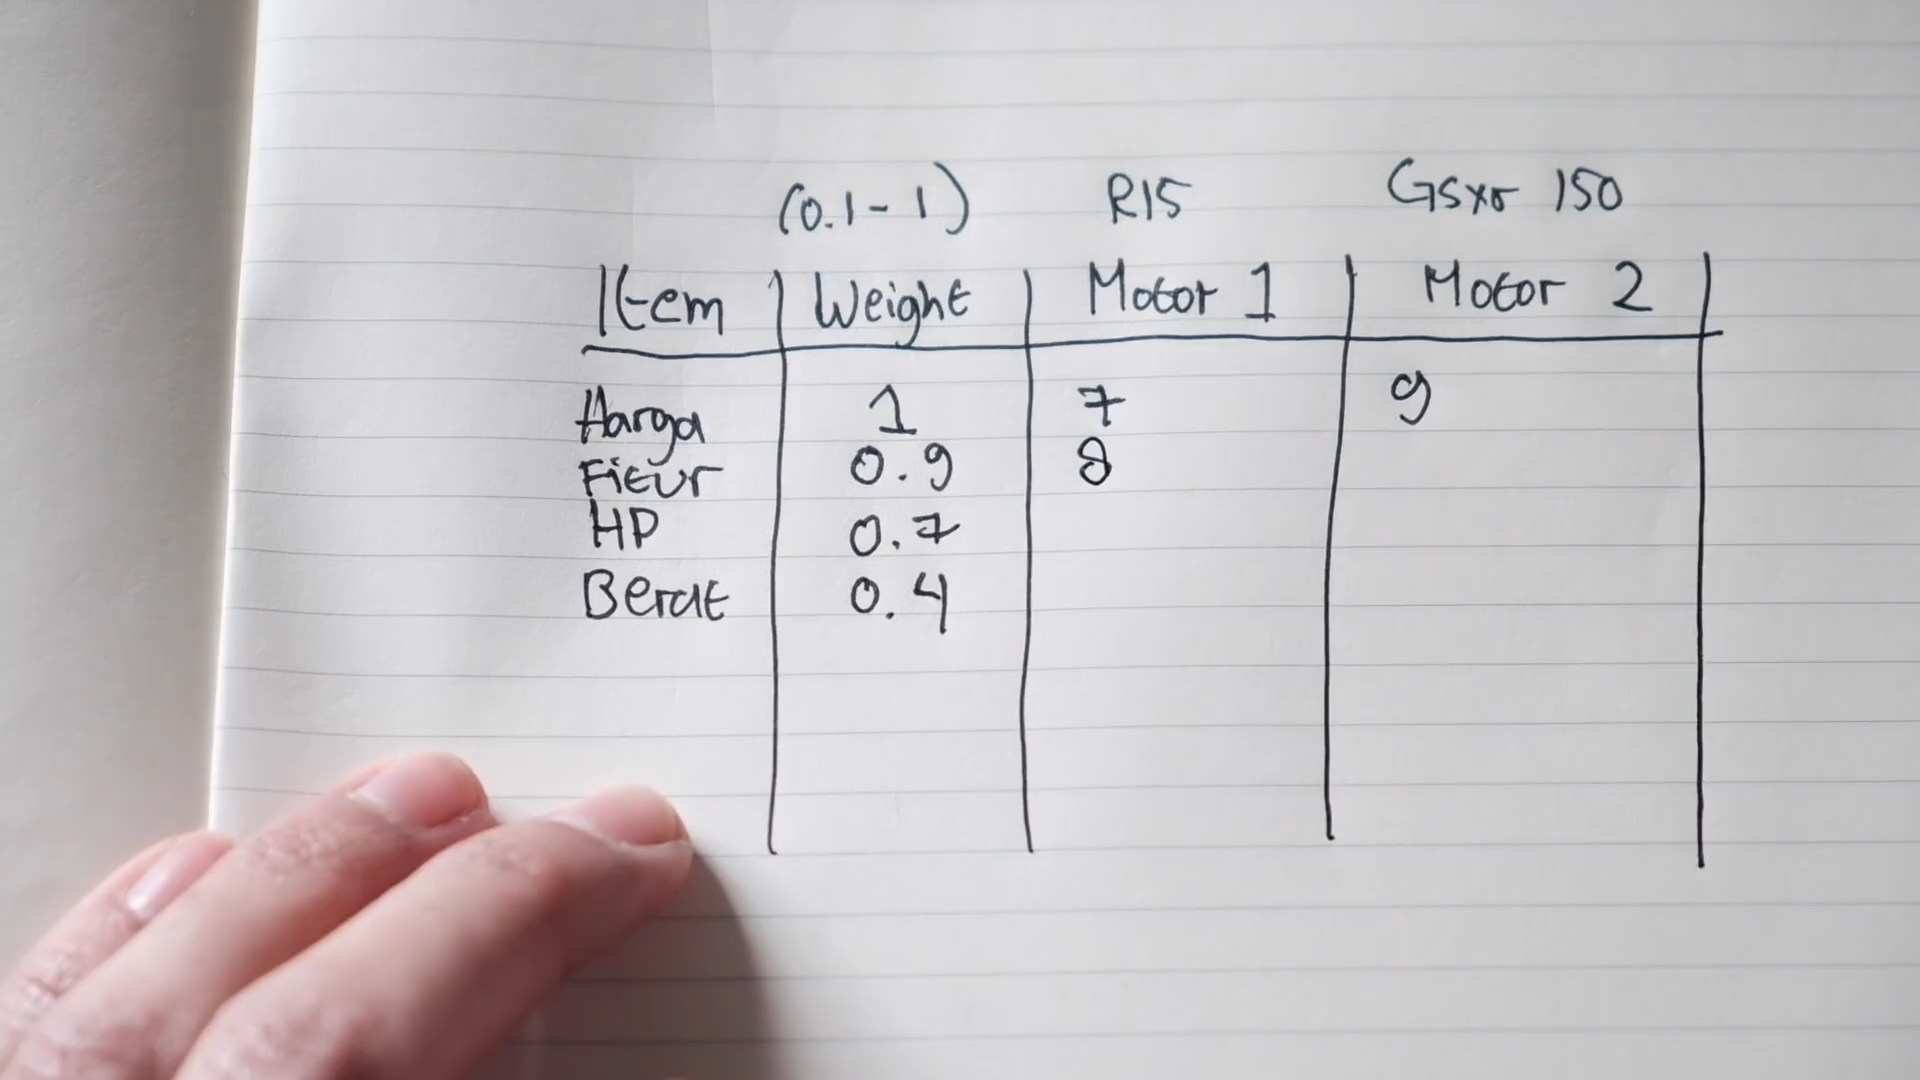 (0.1 - 1) R15 Gsxr 150
Item Weight Motor 1 Motor 2
Harga 1 7 9
Fitur 0.9 8
HP 0.7
Berat 0.4